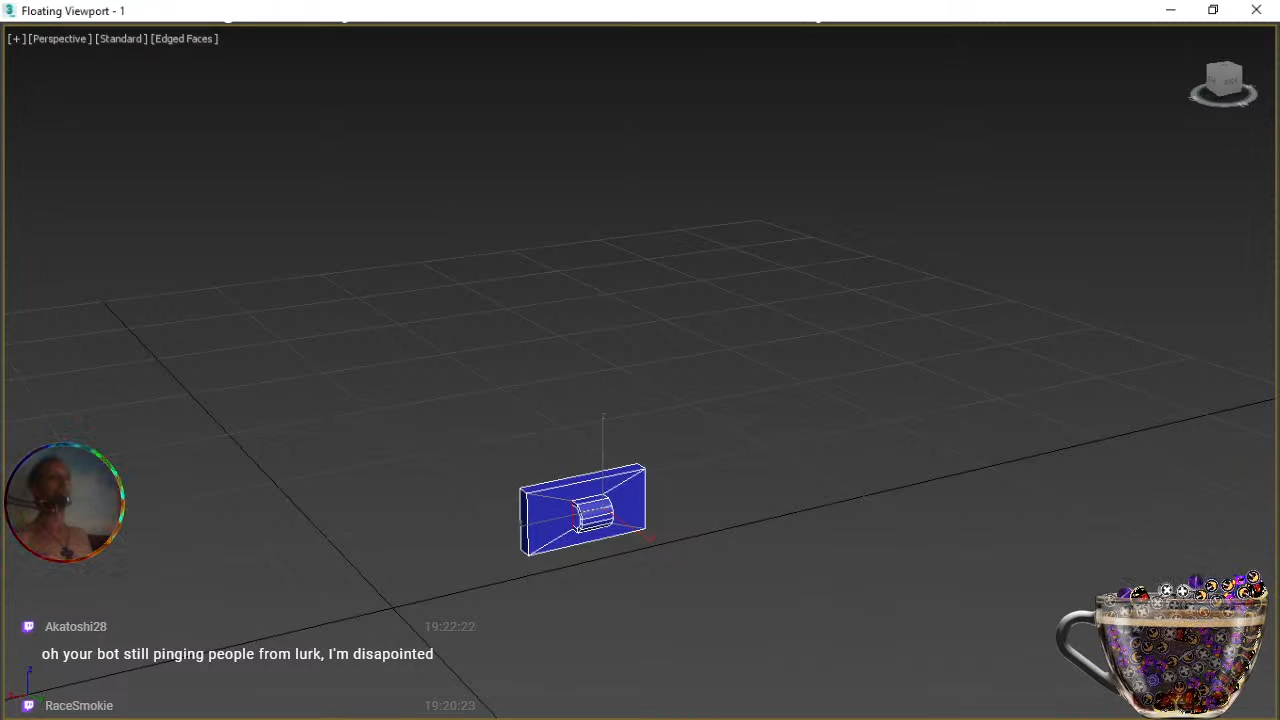 Floating Viewport - 1
[+] [Perspective] [Standard] [Edged Faces]
BACK
z
Akatoshi28 19:22:22
oh your bot still pinging people from lurk, I'm disapointed
z
RaceSmokie 19:20:23